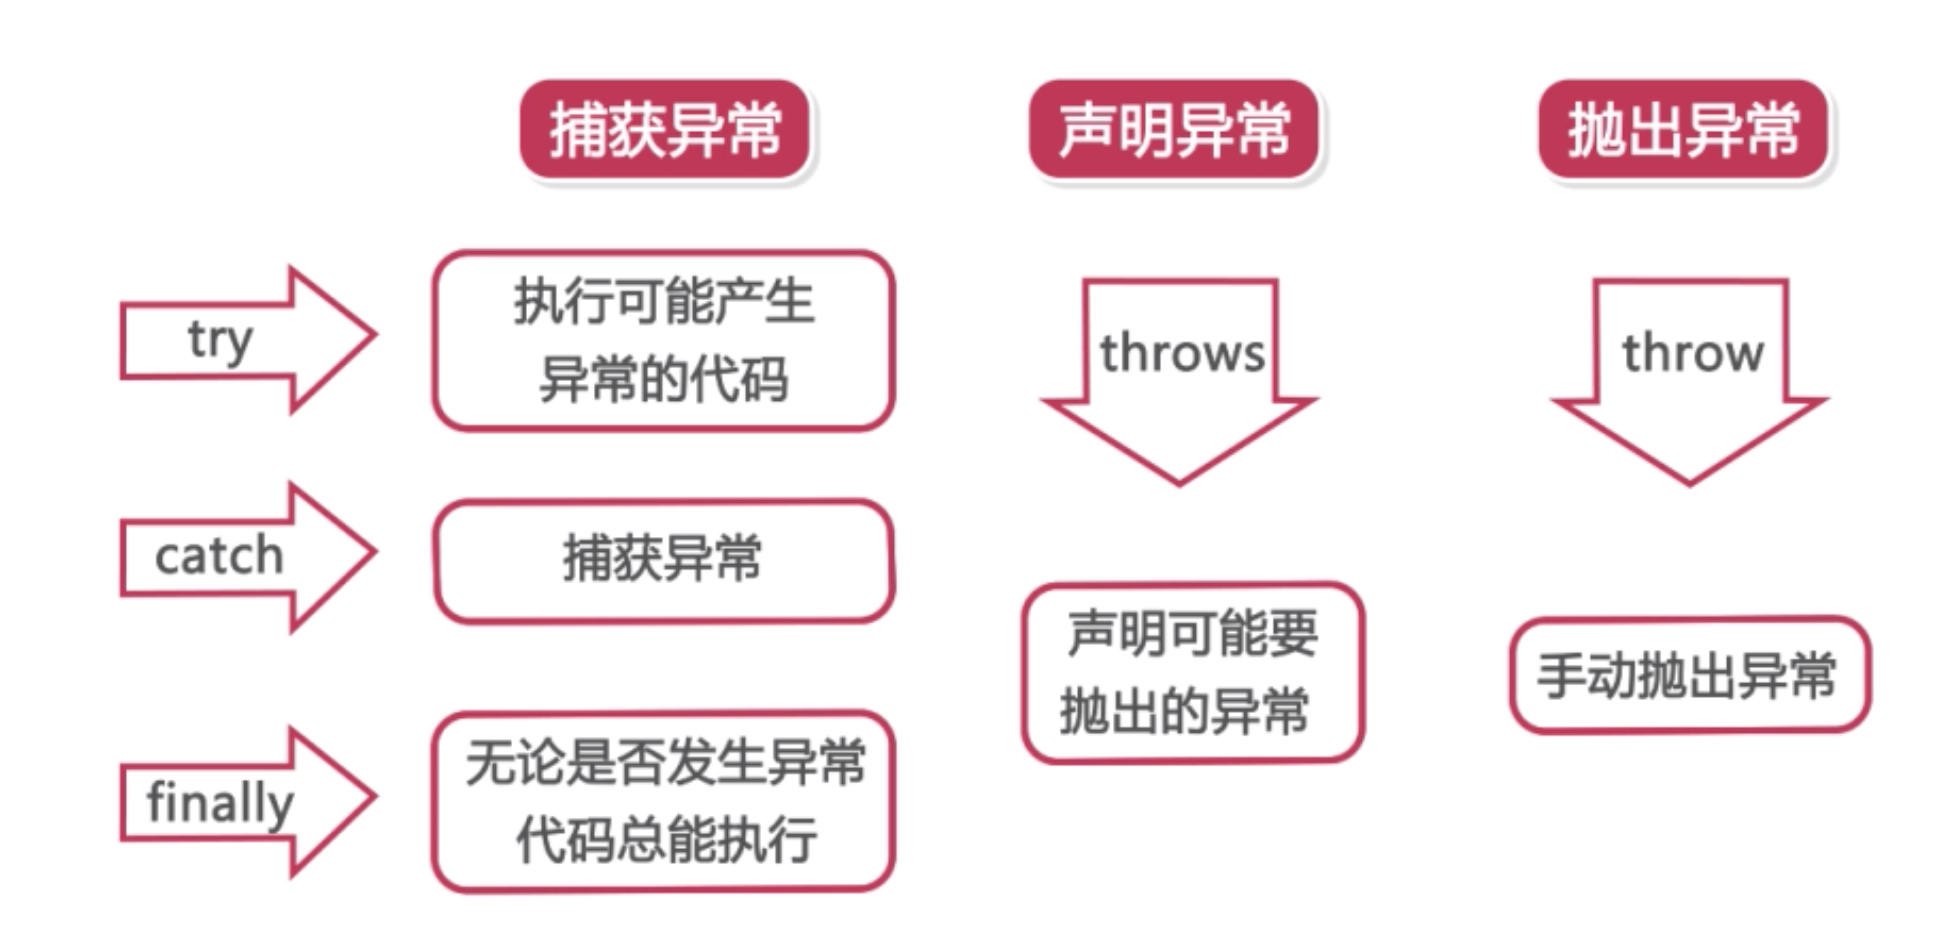 捕获异常
声明异常
抛出异常
try
执行可能产生
异常的代码
catch
捕获异常
finally
无论是否发生异常
代码总能执行
throws
声明可能要
抛出的异常
throw
手动抛出异常